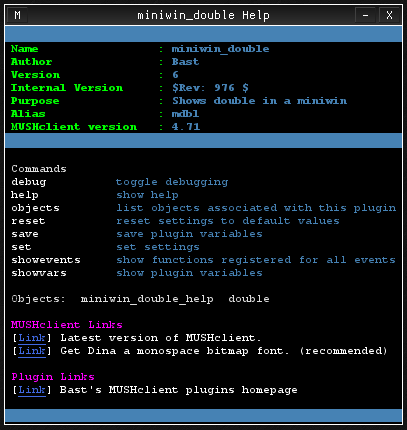 M miniwin_double Help - X
Name : miniwin_double
Author : Bast
Version : 6
Internal Version : $Rev: 976 $
Purpose : Shows double in a miniwin
Alias : mdbl
MUSHclient version : 4.71
Commands
debug toggle debugging
help show help
objects list objects associated with this plugin
reset reset settings to default values
save save plugin variables
set set settings
showevents show functions registered for all events
showvars show plugin variables
Objects: miniwin_double_help double
MUSHclient Links
[Link] Latest version of MUSHclient.
[Link] Get Dina a monospace bitmap font. (recommended)
Plugin Links
[Link] Bast's MUSHclient plugins homepage